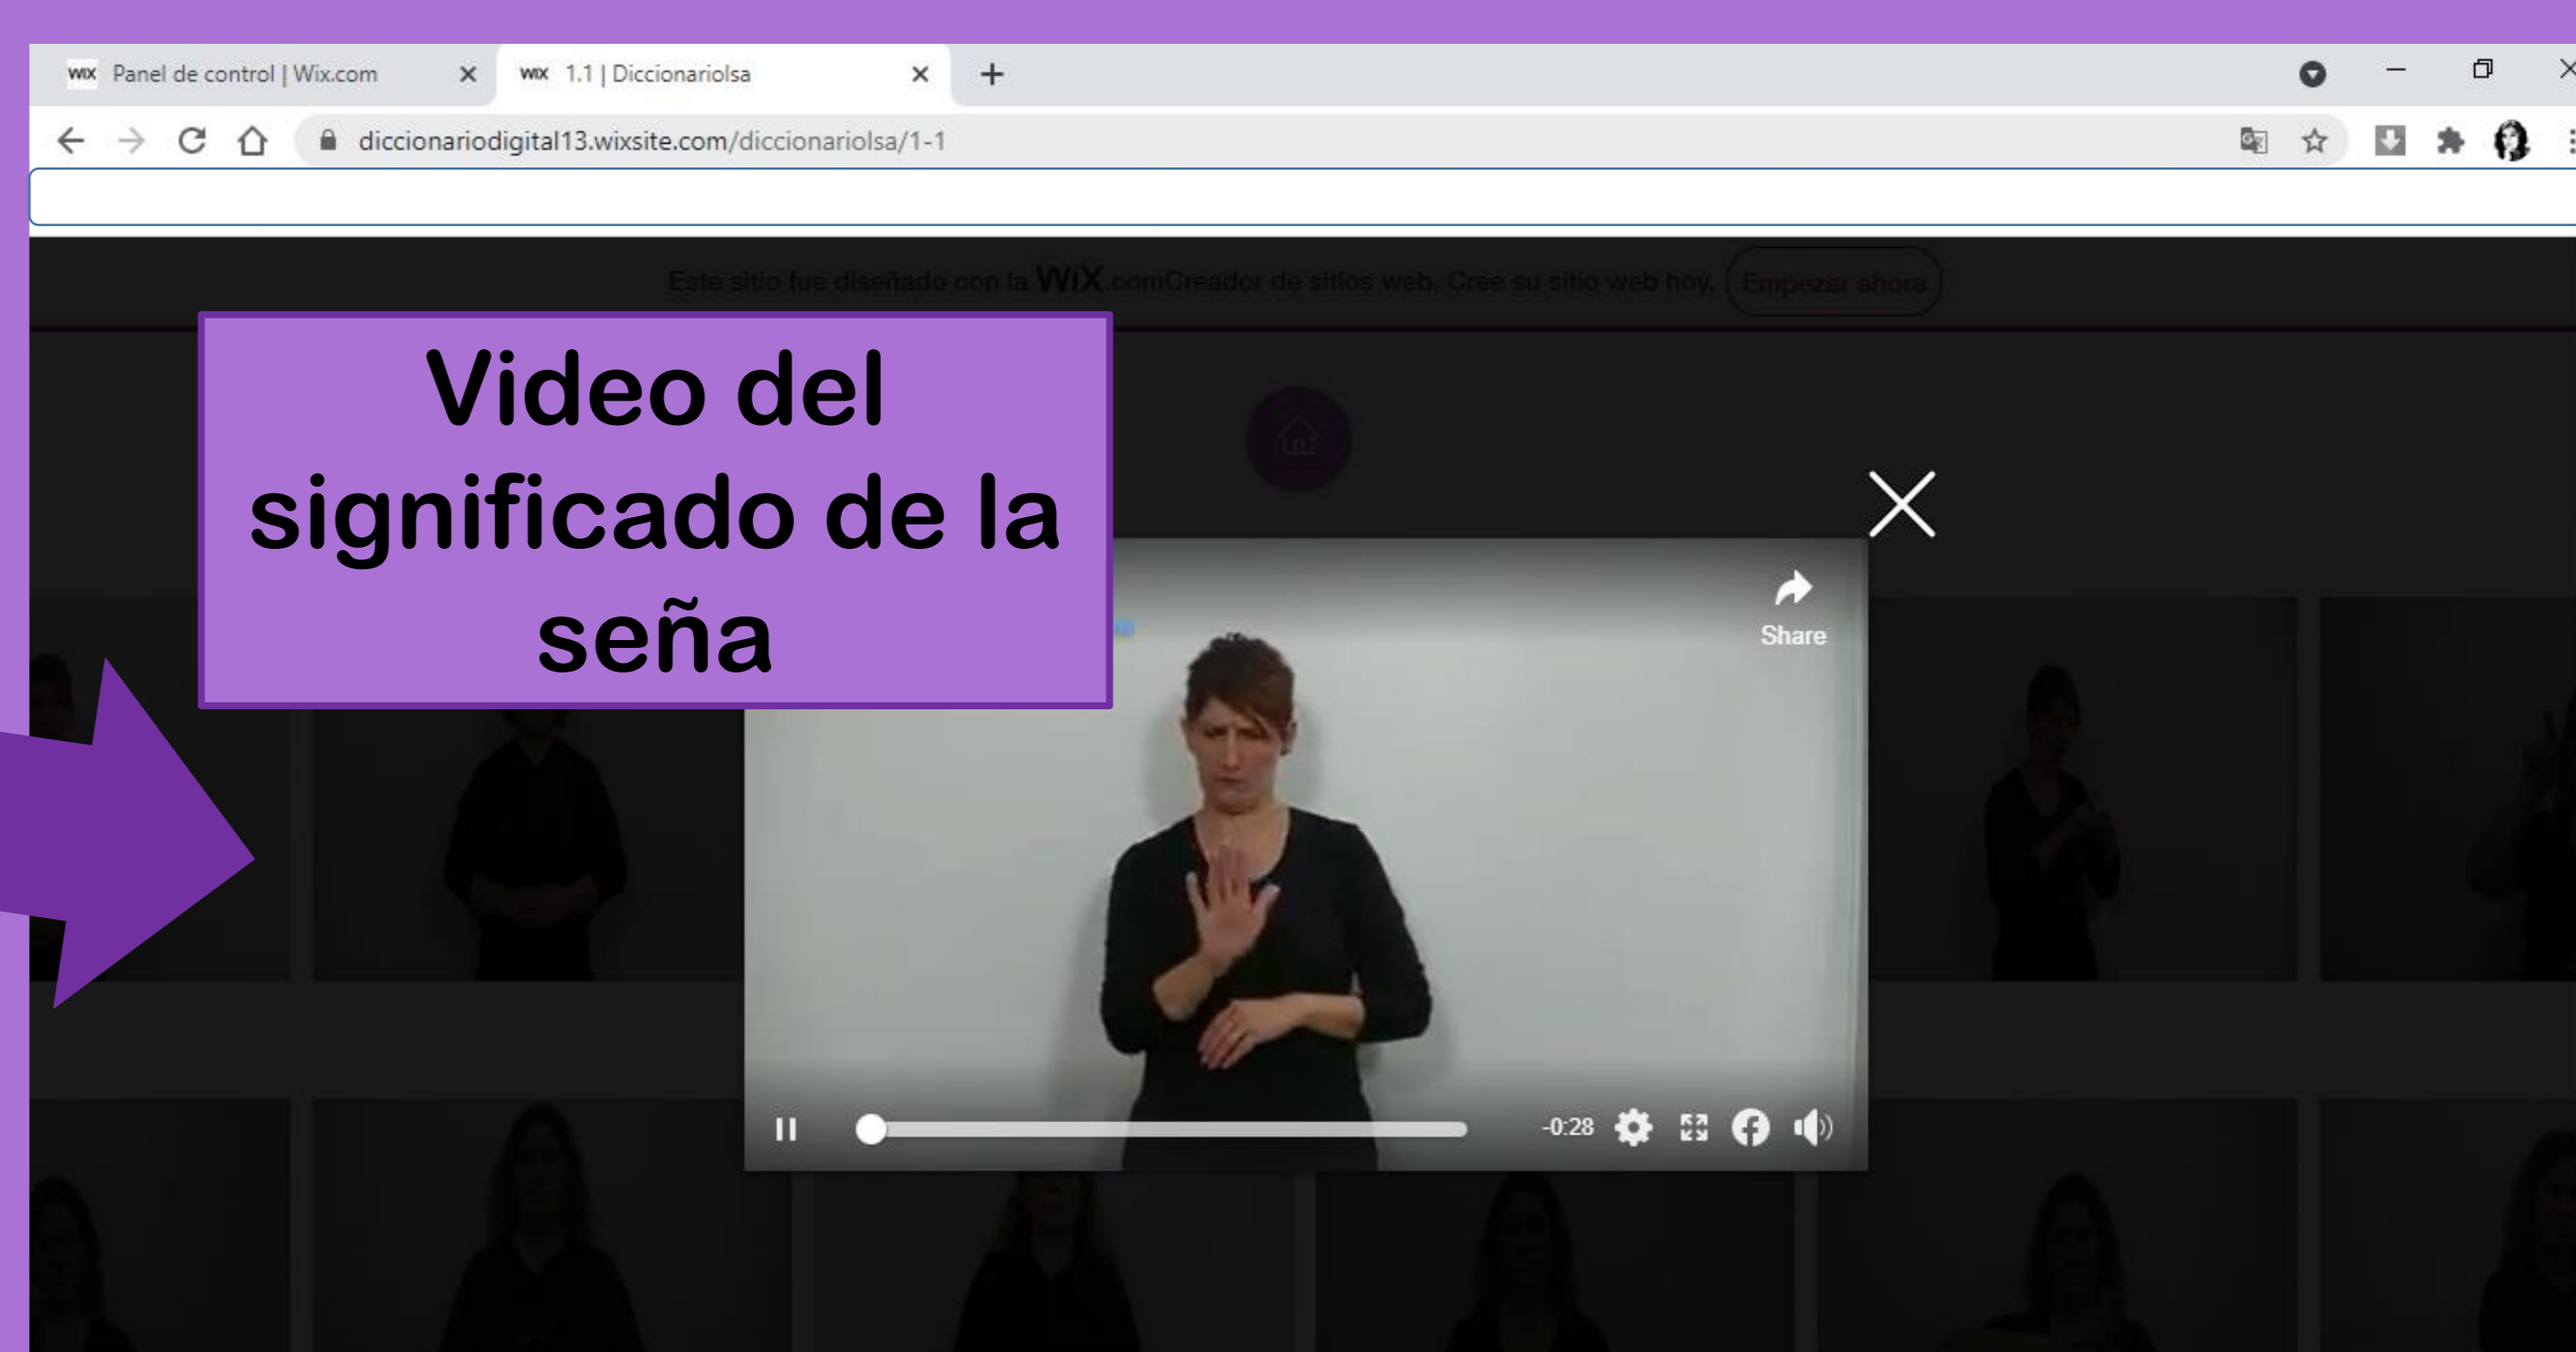 WIX Panel de control | Wix.com
WIX 1.1 | Diccionariolsa
diccionariodigital13.wixsite.com/diccionariolsa/1-1
Este sitio fue diseñado con la WiX.comCreador de sitios web. Cree su sitio web hoy. Empezar ahora
Video del
significado de la
seña
Share
-0:28